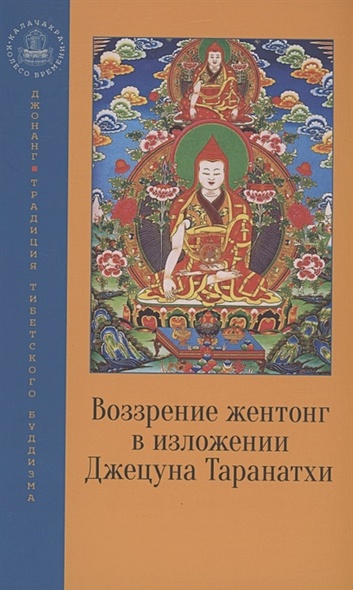 КАЛАЧАКРА • КОЛЕСО ВРЕМЕНИ
ДЖОНАНГ ■ ТРАДИЦИЯ ТИБЕТСКОГО БУДДИЗМА
Воззрение жентонг
в изложении
Джецуна Таранатхи